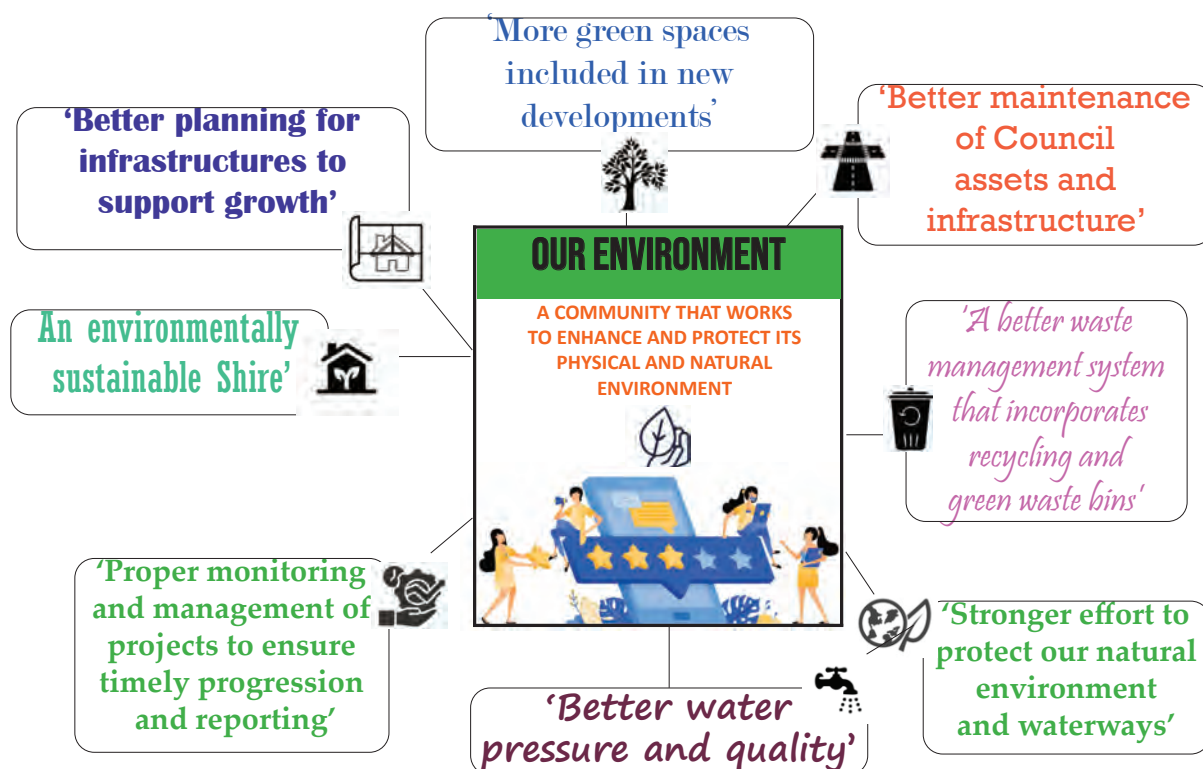 ‘More green spaces
included in new
developments’
‘Better planning for
infrastructures to
support growth’
‘Better maintenance
of Council
assets and
infrastructure’
OUR ENVIRONMENT
A COMMUNITY THAT WORKS
TO ENHANCE AND PROTECT ITS
PHYSICAL AND NATURAL
ENVIRONMENT
An environmentally
sustainable Shire’
‘A better waste
management system
that incorporates
recycling and
green waste bins’
‘Proper monitoring
and management of
projects to ensure
timely progression
and reporting’
‘Better water
pressure and quality’
‘Stronger effort to
protect our natural
environment
and waterways’